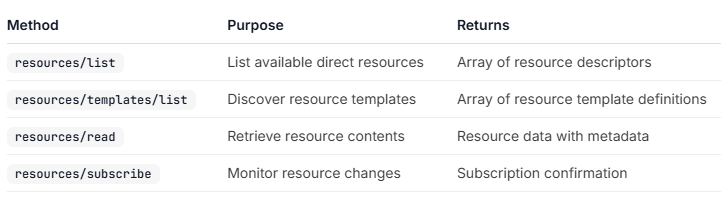 Method Purpose Returns
resources/list List available direct resources Array of resource descriptors
resources/templates/list Discover resource templates Array of resource template definitions
resources/read Retrieve resource contents Resource data with metadata
resources/subscribe Monitor resource changes Subscription confirmation